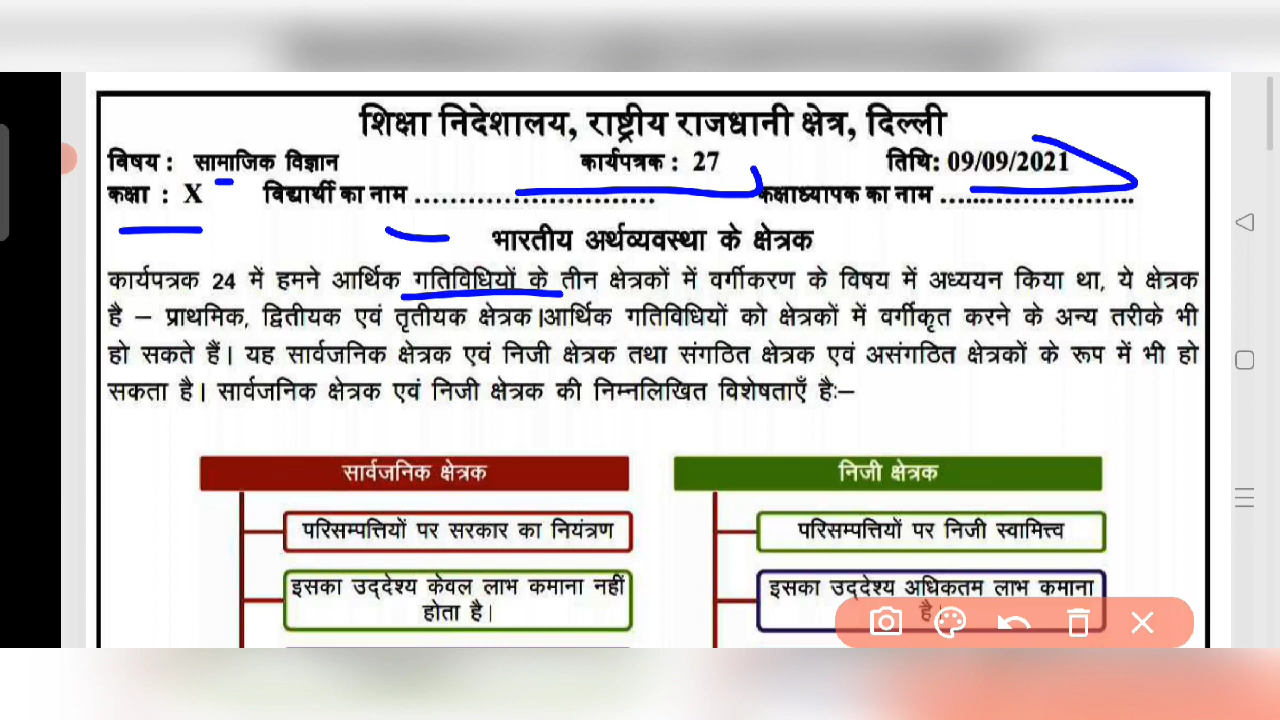 शिक्षा निदेशालय, राष्ट्रीय राजधानी क्षेत्र, दिल्ली
विषय : सामाजिक विज्ञान कार्यपत्रक : 27 तिथि: 09/09/2021
कक्षा : X विद्यार्थी का नाम ........................... कक्षाध्यापक का नाम ......................
भारतीय अर्थव्यवस्था के क्षेत्रक
कार्यपत्रक 24 में हमने आर्थिक गतिविधियों के तीन क्षेत्रकों में वर्गीकरण के विषय में अध्ययन किया था, ये क्षेत्रक
है – प्राथमिक, द्वितीयक एवं तृतीयक क्षेत्रक।आर्थिक गतिविधियों को क्षेत्रकों में वर्गीकृत करने के अन्य तरीके भी
हो सकते हैं। यह सार्वजनिक क्षेत्रक एवं निजी क्षेत्रक तथा संगठित क्षेत्रक एवं असंगठित क्षेत्रकों के रूप में भी हो
सकता है। सार्वजनिक क्षेत्रक एवं निजी क्षेत्रक की निम्नलिखित विशेषताएँ है:–
सार्वजनिक क्षेत्रक
परिसम्पत्तियों पर सरकार का नियंत्रण
इसका उद्देश्य केवल लाभ कमाना नहीं
होता है।
निजी क्षेत्रक
परिसम्पत्तियों पर निजी स्वामित्त्व
इसका उद्देश्य अधिकतम लाभ कमाना
है।